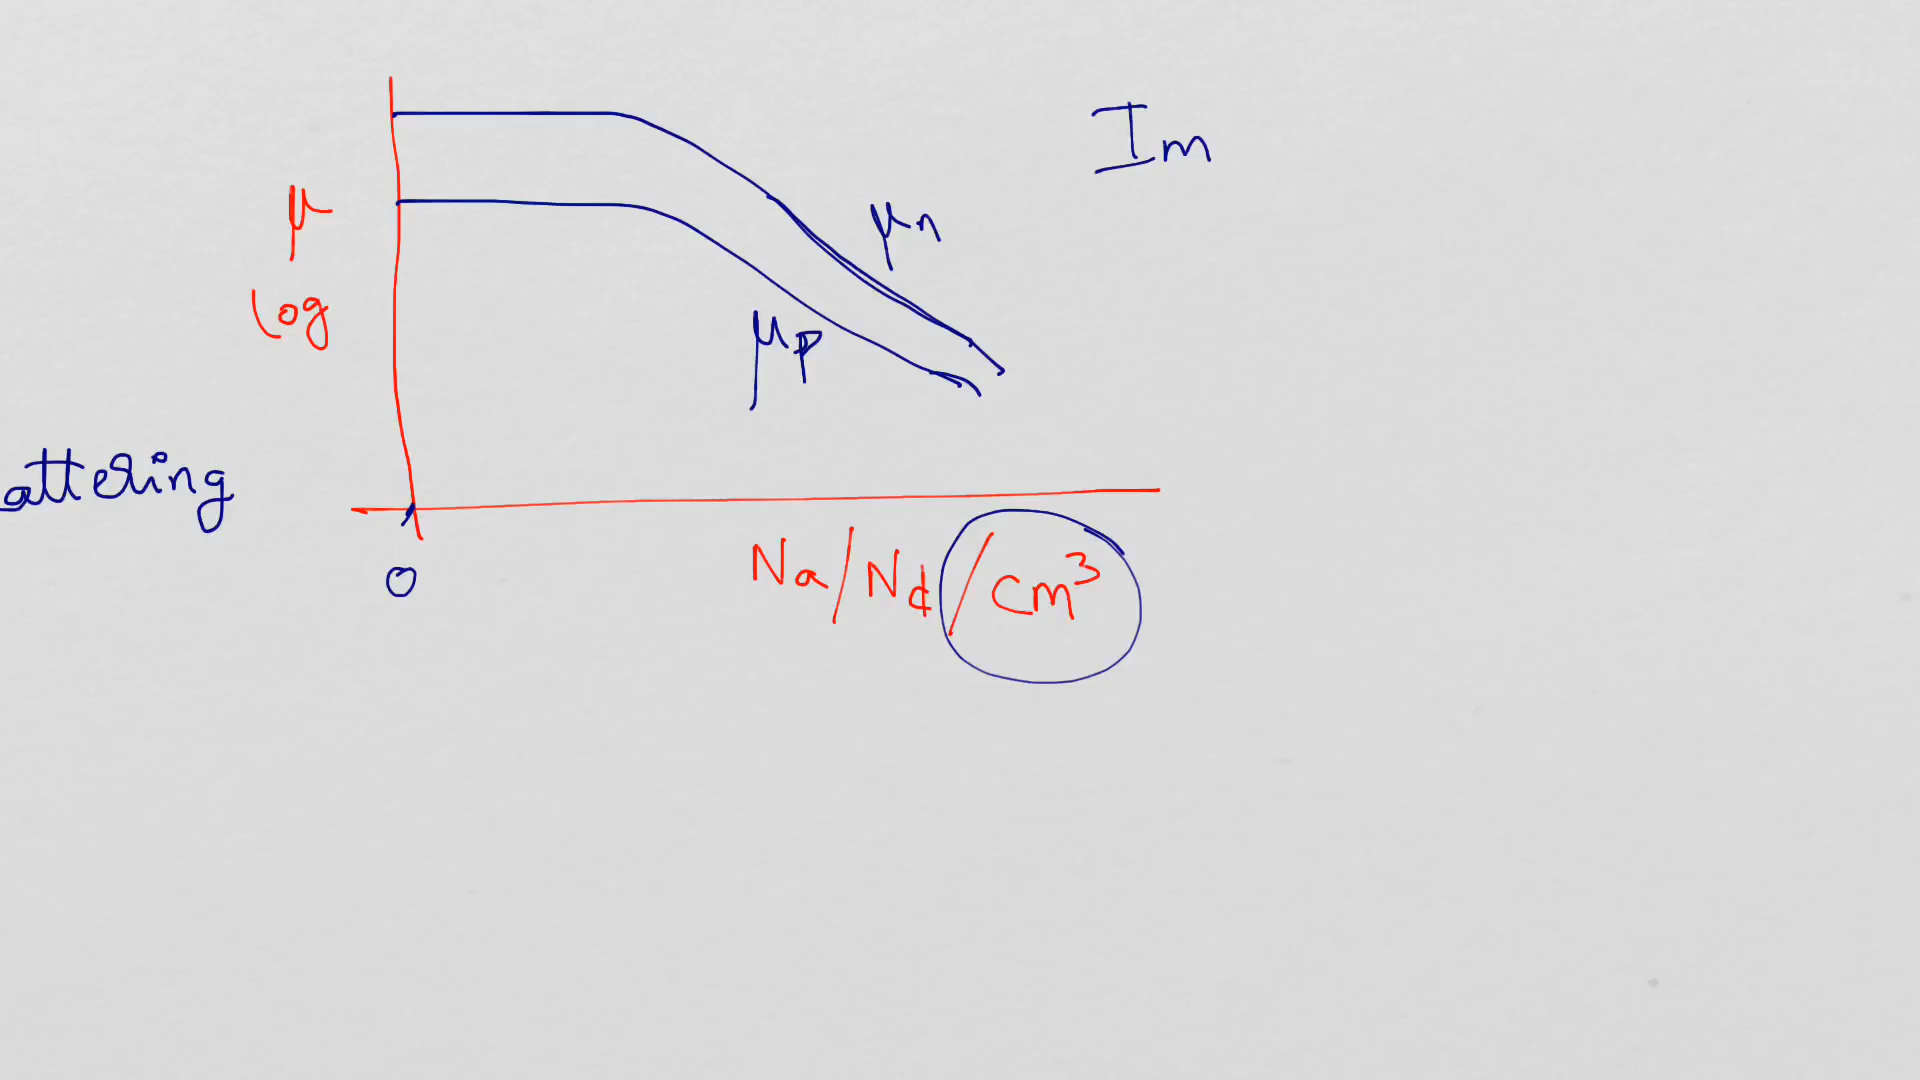 Im
μ
μn
log
μp
attering
0
Na/Nd/cm³